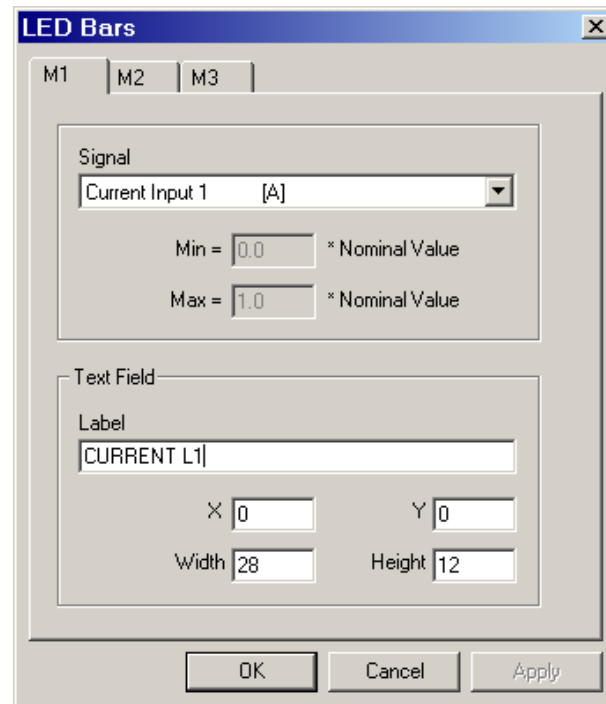 LED Bars
M1 M2 M3
Signal
Current Input 1 [A]
Min = 0.0 * Nominal Value
Max = 1.0 * Nominal Value
Text Field
Label
CURRENT L1
X 0 Y 0
Width 28 Height 12
OK Cancel Apply